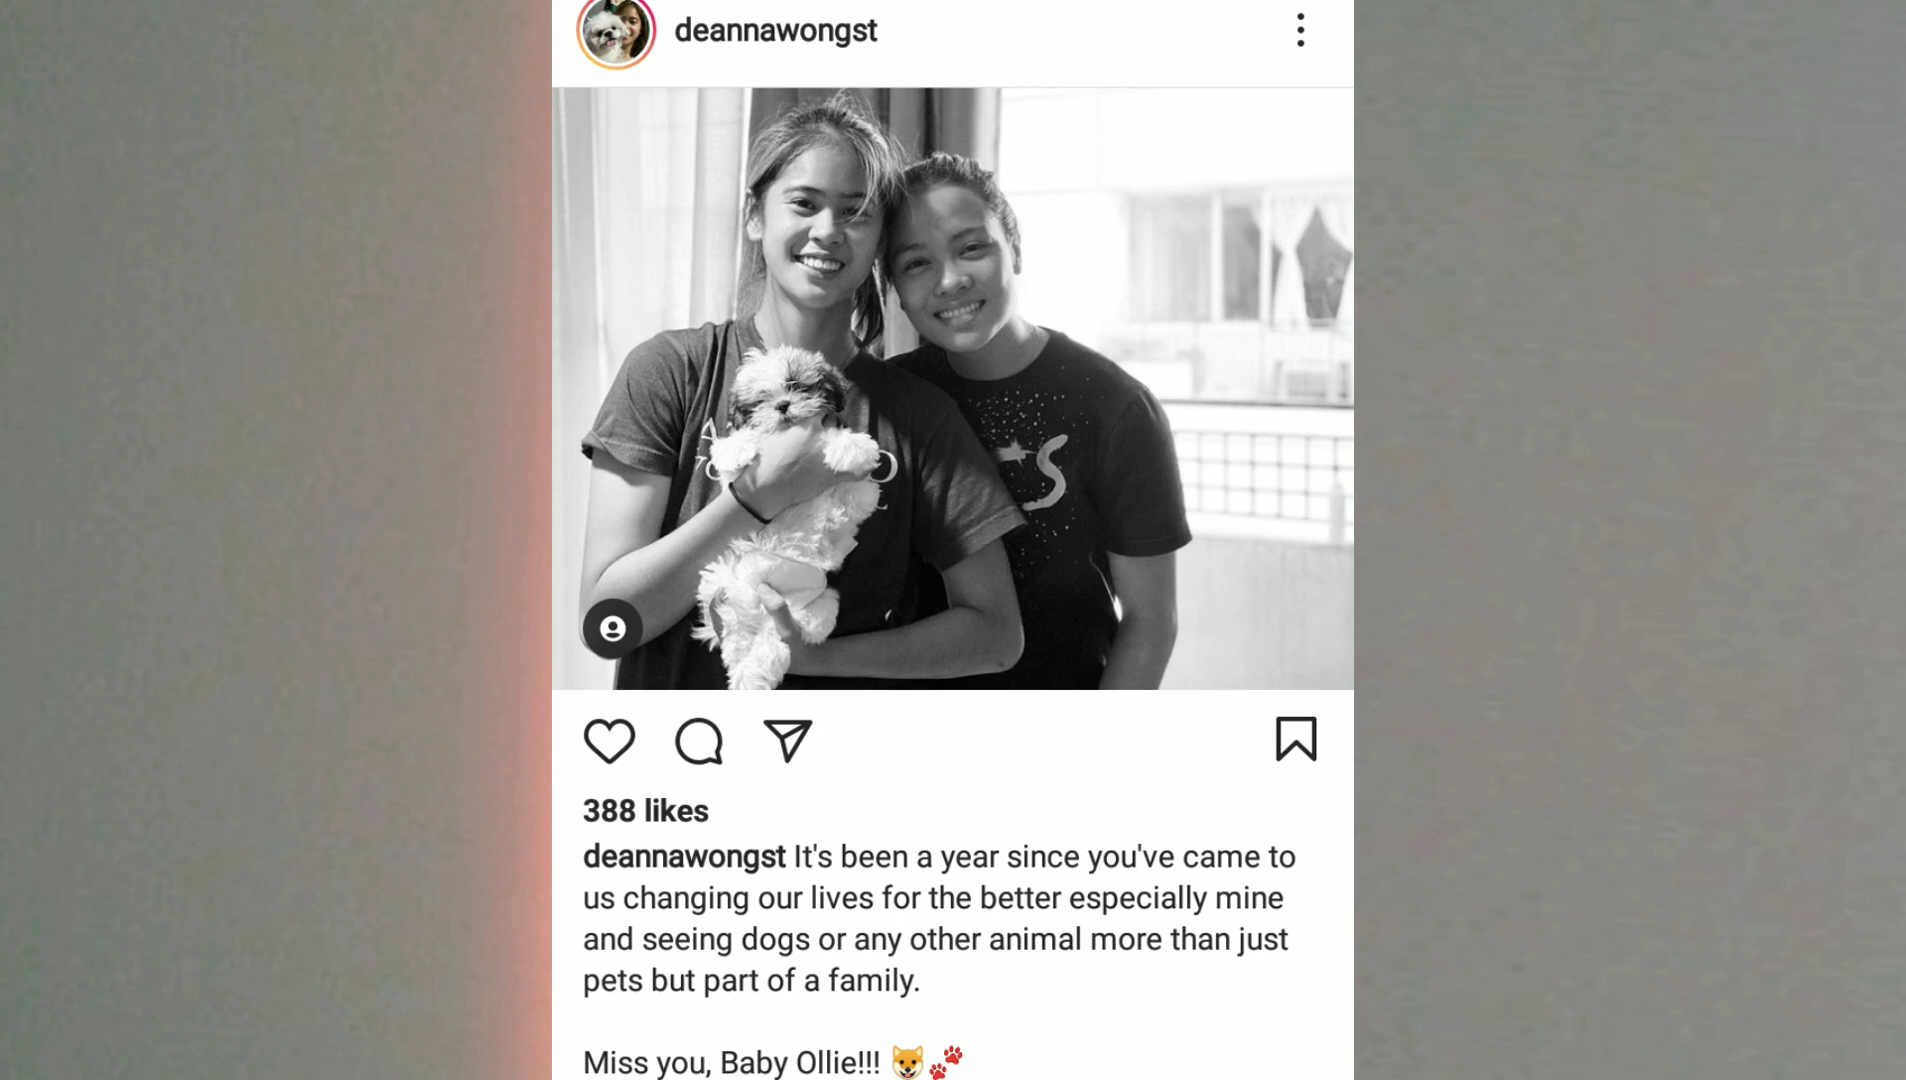 deannawongst
S
388 likes
deannawongst It's been a year since you've came to
us changing our lives for the better especially mine
and seeing dogs or any other animal more than just
pets but part of a family.
Miss you, Baby Ollie!!! 🐶🐾